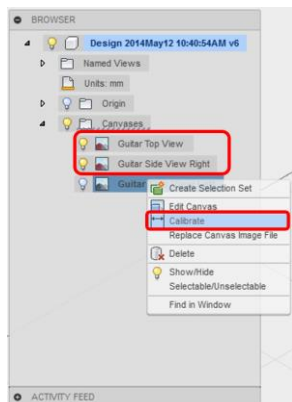 BROWSER
Design 2014May12 10:40:54AM v6
Named Views
Units: mm
Origin
Canvases
Guitar Top View
Guitar Side View Right
Guitar
Create Selection Set
Edit Canvas
Calibrate
Replace Canvas Image File
Delete
Show/Hide
Selectable/Unselectable
Find in Window
ACTIVITY FEED